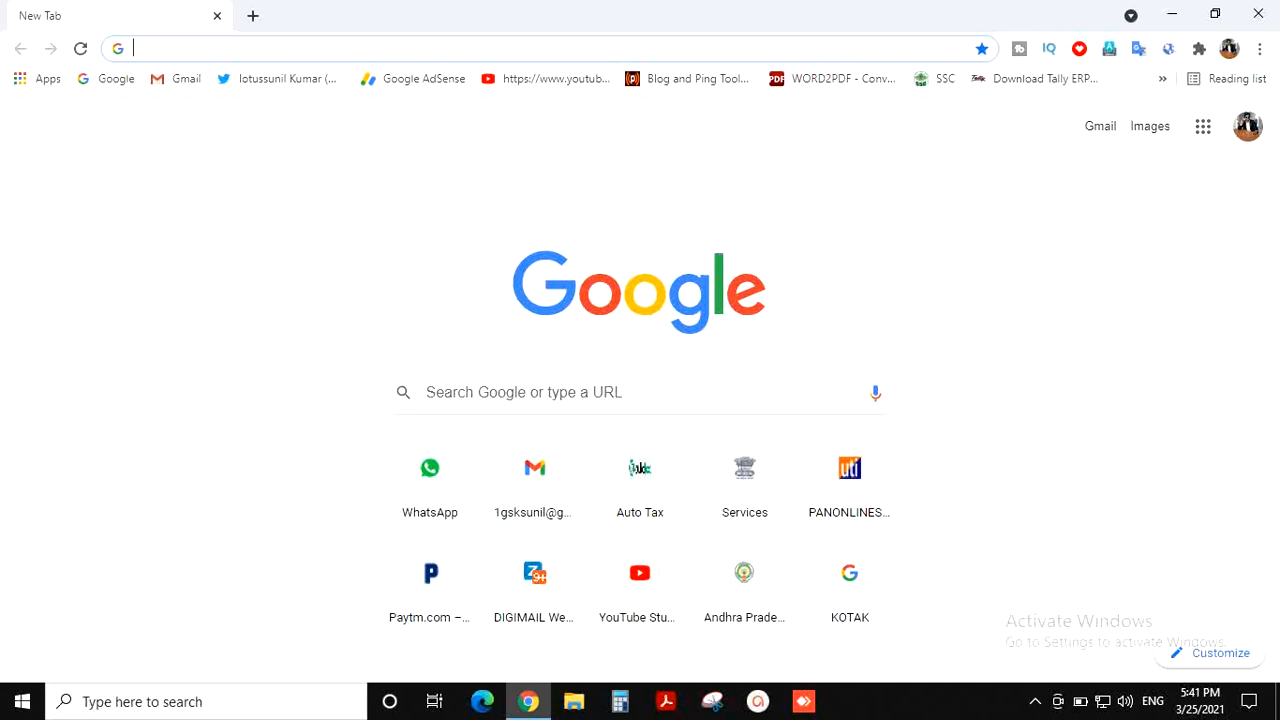 New Tab
Apps Google Gmail lotussunil Kumar (... Google AdSense https://www.youtub... Blog and Ping Tool... WORD2PDF - Conv... SSC Download Tally ERP... » Reading list
Gmail Images
Google
Search Google or type a URL
WhatsApp 1gsksunil@g... Auto Tax Services PANONLINES...
Paytm.com –... DIGIMAIL We... YouTube Stu... Andhra Prade... KOTAK
Activate Windows
Go to Settings to activate Windows.
Customize
Type here to search
ENG
5:41 PM
3/25/2021